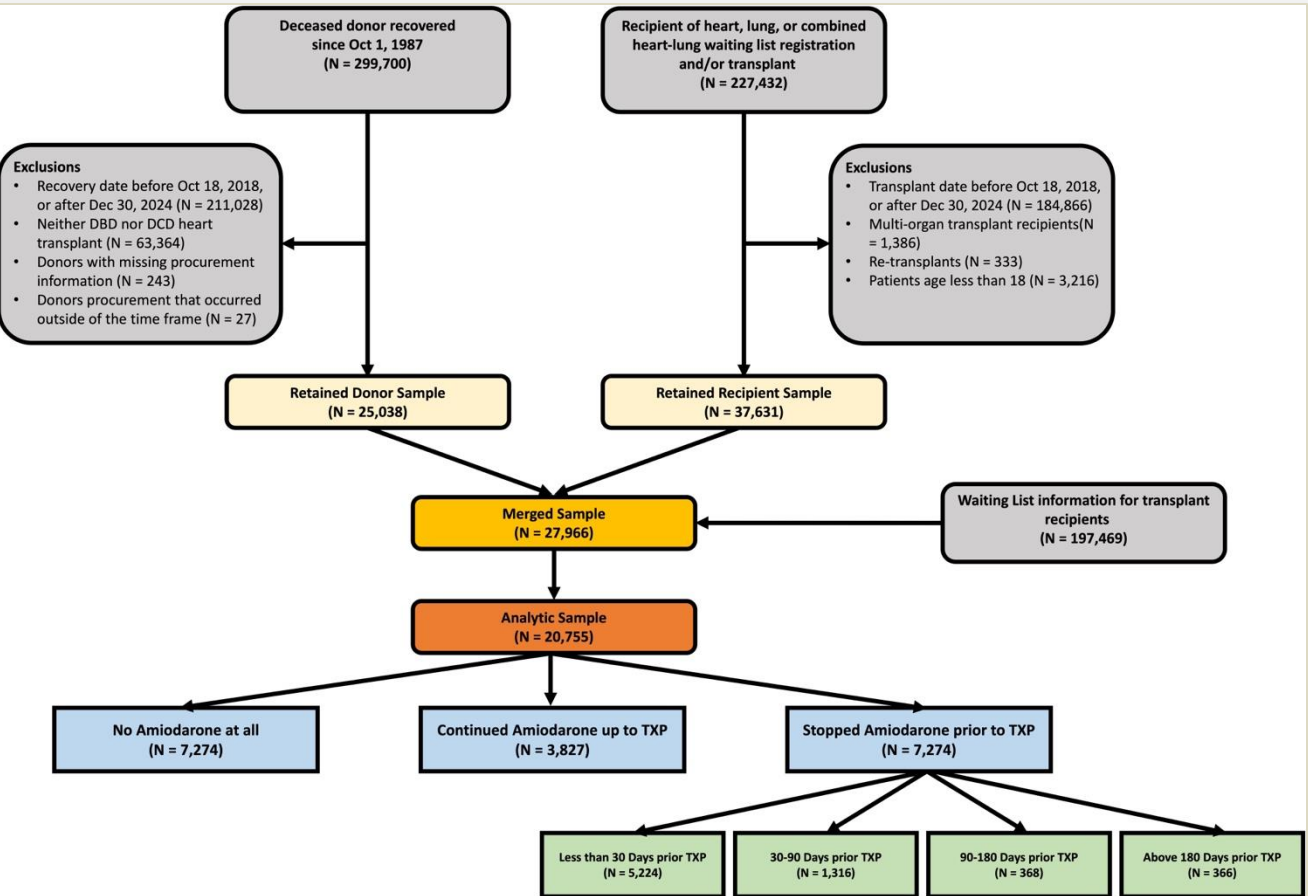 Deceased donor recovered
since Oct 1, 1987
(N = 299,700)
Recipient of heart, lung, or combined
heart-lung waiting list registration
and/or transplant
(N = 227,432)
Exclusions
• Recovery date before Oct 18, 2018,
or after Dec 30, 2024 (N = 211,028)
• Neither DBD nor DCD heart
transplant (N = 63,364)
• Donors with missing procurement
information (N = 243)
• Donors procurement that occurred
outside of the time frame (N = 27)
Exclusions
• Transplant date before Oct 18, 2018,
or after Dec 30, 2024 (N = 184,866)
• Multi-organ transplant recipients(N
= 1,386)
• Re-transplants (N = 333)
• Patients age less than 18 (N = 3,216)
Retained Donor Sample
(N = 25,038)
Retained Recipient Sample
(N = 37,631)
Merged Sample
(N = 27,966)
Waiting List information for transplant
recipients
(N = 197,469)
Analytic Sample
(N = 20,755)
No Amiodarone at all
(N = 7,274)
Continued Amiodarone up to TXP
(N = 3,827)
Stopped Amiodarone prior to TXP
(N = 7,274)
Less than 30 Days prior TXP
(N = 5,224)
30-90 Days prior TXP
(N = 1,316)
90-180 Days prior TXP
(N = 368)
Above 180 Days prior TXP
(N = 366)